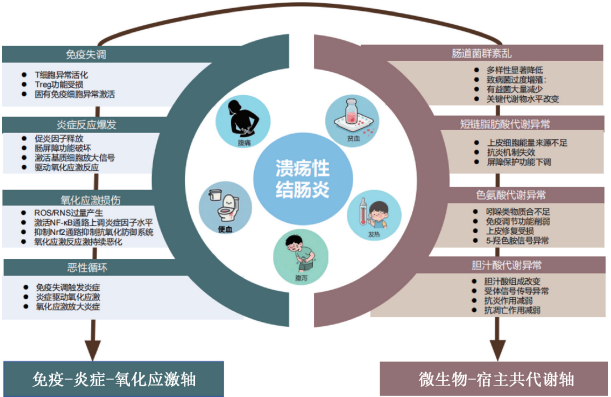 免疫失调
T细胞异常活化
Treg功能受损
固有免疫细胞异常激活
炎症反应爆发
促炎因子释放
肠屏障功能破坏
激活基质细胞放大信号
驱动氧化应激反应
氧化应激损伤
ROS/RNS过量产生
激活NF-κB通路上调炎症因子水平
抑制Nrf2通路抑制抗氧化防御系统
氧化应激反应激持续恶化
恶性循环
免疫失调触发炎症
炎症驱动氧化应激
氧化应激放大炎症
免疫-炎症-氧化应激轴
腹痛
贫血
溃疡性
结肠炎
便血
发热
腹泻
肠道菌群紊乱
多样性显著降低
致病菌过度增殖：
有益菌大量减少
关键代谢物水平改变
短链脂肪酸代谢异常
上皮细胞能量来源不足
抗炎机制失效
屏障保护功能下调
色氨酸代谢异常
吲哚类物质合不足
免疫调节功能削弱
上皮修复受损
5-羟色胺信号异常
胆汁酸代谢异常
胆汁酸组成改变
受体信号传导异常
抗炎作用减弱
抗凋亡作用减弱
微生物-宿主共代谢轴